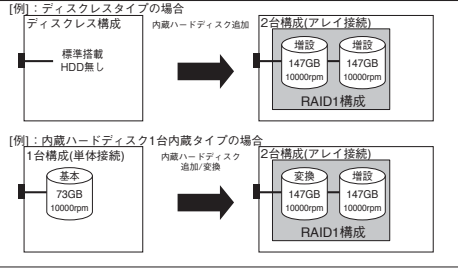 [例]：ディスクレスタイプの場合
ディスクレス構成
標準搭載
HDD無し
内蔵ハードディスク追加
2台構成(アレイ接続)
増設
147GB
10000rpm
増設
147GB
10000rpm
RAID1構成
[例]：内蔵ハードディスク1台内蔵タイプの場合
1台構成(単体接続)
基本
73GB
10000rpm
内蔵ハードディスク
追加/変換
2台構成(アレイ接続)
変換
147GB
10000rpm
増設
147GB
10000rpm
RAID1構成